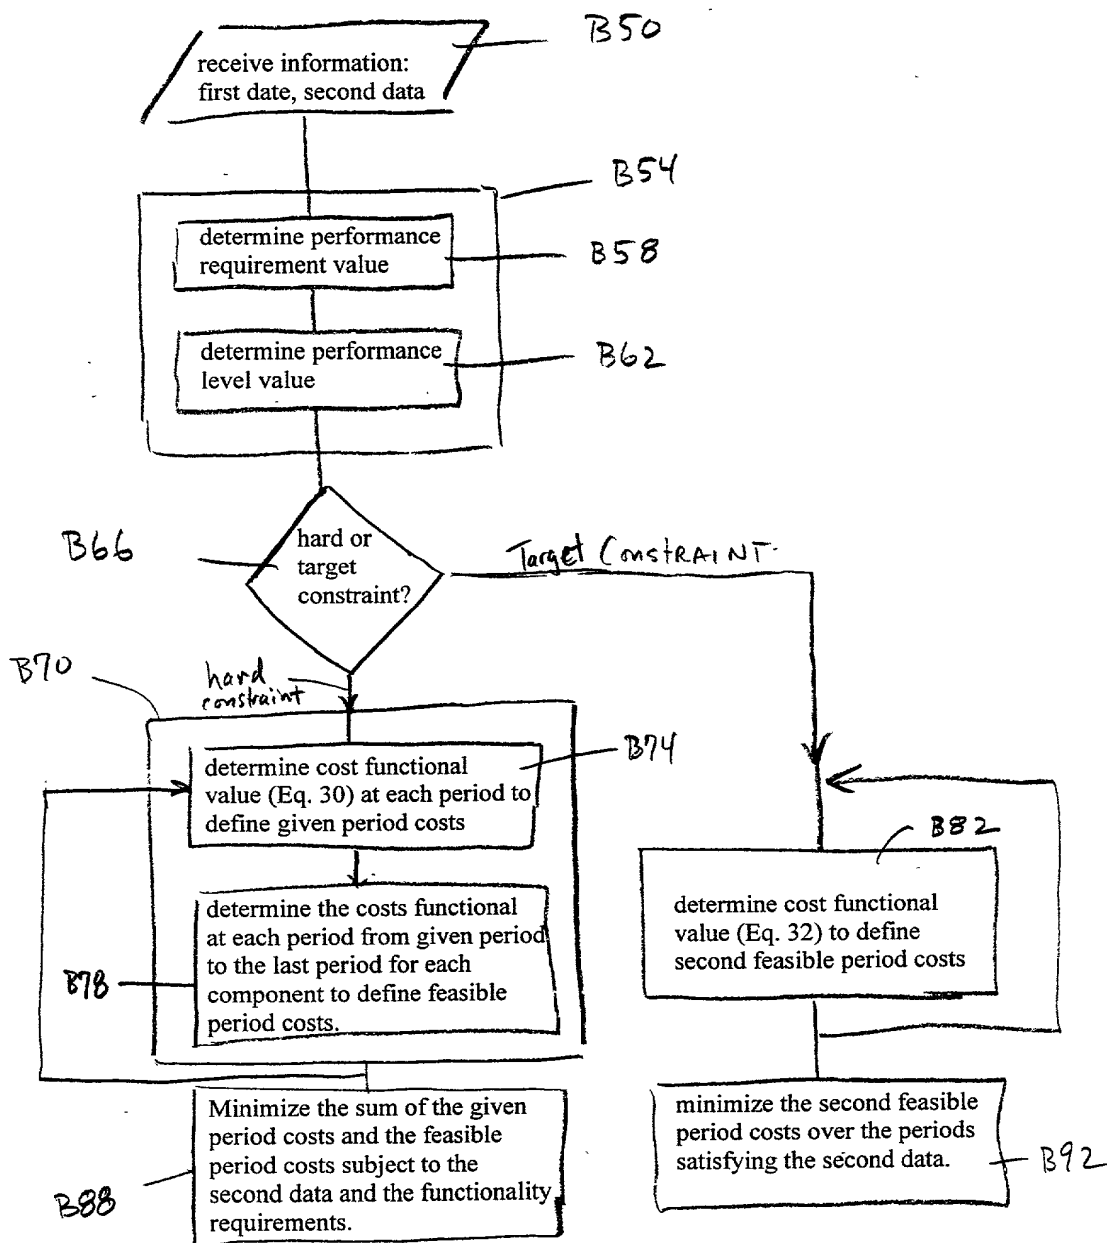 B50
receive information:
first date, second data
B54
determine performance
requirement value
B58
determine performance
level value
B62
B66
hard or
target
constraint?
Target ConstRAINT.
B70
hard
constraint
B74
determine cost functional
value (Eq. 30) at each period to
define given period costs
B82
determine the costs functional
at each period from given period
to the last period for each
component to define feasible
period costs.
B78
determine cost functional
value (Eq. 32) to define
second feasible period costs
Minimize the sum of the given
period costs and the feasible
period costs subject to the
second data and the functionality
requirements.
B88
minimize the second feasible
period costs over the periods
satisfying the second data.
B92